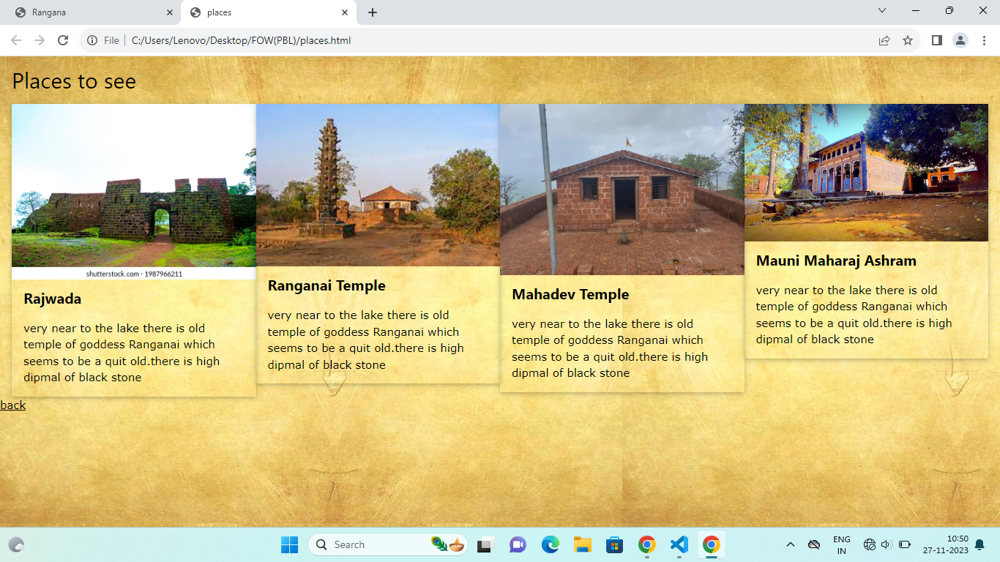 Rangana
places
File
C:/Users/Lenovo/Desktop/FOW(PBL)/places.html
Places to see
shutterstock.com · 1987966211
Rajwada
very near to the lake there is old
temple of goddess Ranganai which
seems to be a quit old.there is high
dipmal of black stone
Ranganai Temple
very near to the lake there is old
temple of goddess Ranganai which
seems to be a quit old.there is high
dipmal of black stone
Mahadev Temple
very near to the lake there is old
temple of goddess Ranganai which
seems to be a quit old.there is high
dipmal of black stone
Mauni Maharaj Ashram
very near to the lake there is old
temple of goddess Ranganai which
seems to be a quit old.there is high
dipmal of black stone
back
Search
ENG
IN
10:50
27-11-2023